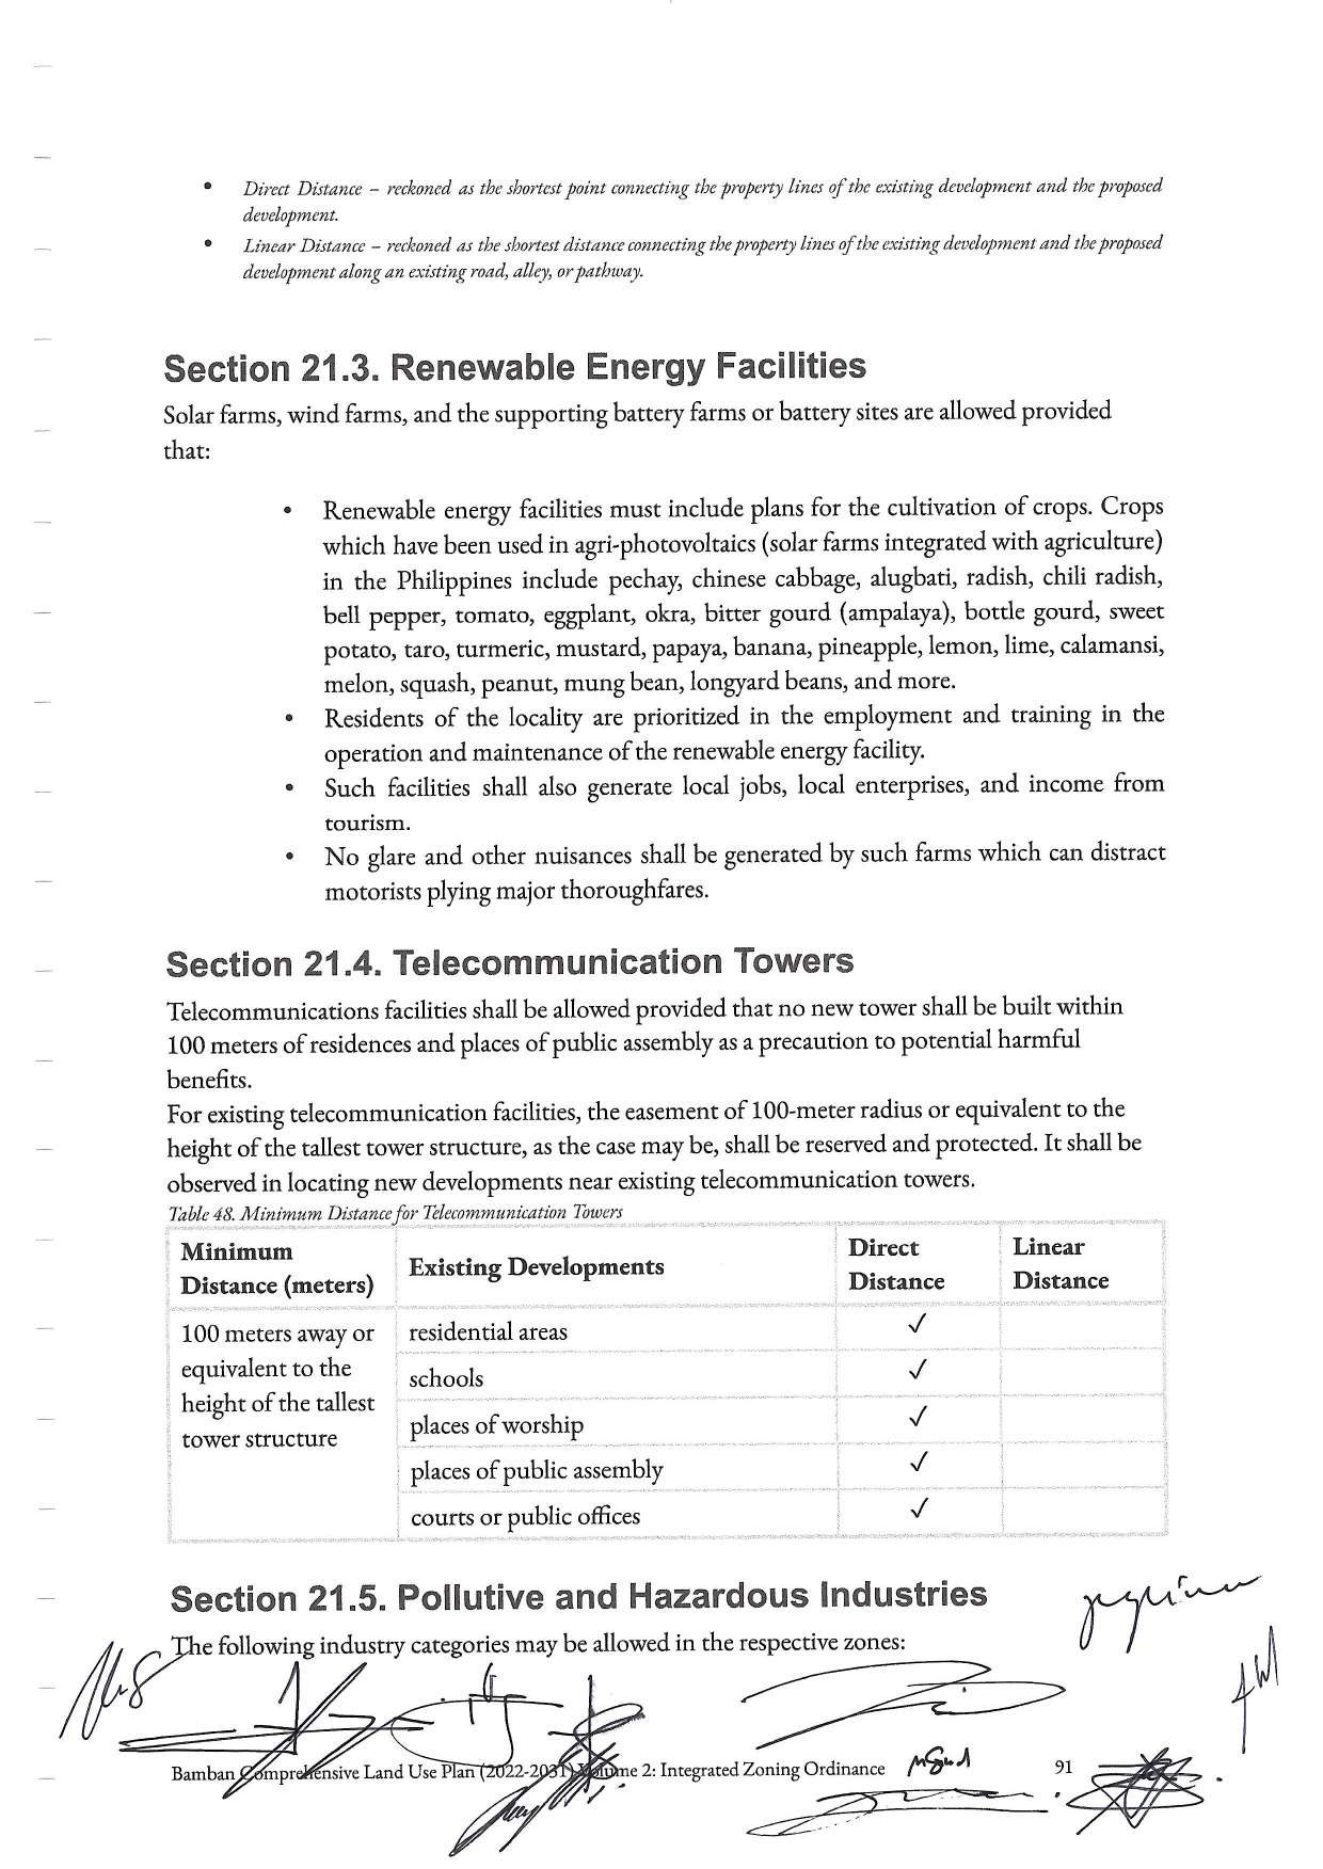 • Direct Distance – reckoned as the shortest point connecting the property lines of the existing development and the proposed
development.
• Linear Distance – reckoned as the shortest distance connecting the property lines of the existing development and the proposed
development along an existing road, alley, or pathway.
Section 21.3. Renewable Energy Facilities
Solar farms, wind farms, and the supporting battery farms or battery sites are allowed provided
that:
• Renewable energy facilities must include plans for the cultivation of crops. Crops
which have been used in agri-photovoltaics (solar farms integrated with agriculture)
in the Philippines include pechay, chinese cabbage, alugbati, radish, chili radish,
bell pepper, tomato, eggplant, okra, bitter gourd (ampalaya), bottle gourd, sweet
potato, taro, turmeric, mustard, papaya, banana, pineapple, lemon, lime, calamansi,
melon, squash, peanut, mung bean, longyard beans, and more.
• Residents of the locality are prioritized in the employment and training in the
operation and maintenance of the renewable energy facility.
• Such facilities shall also generate local jobs, local enterprises, and income from
tourism.
• No glare and other nuisances shall be generated by such farms which can distract
motorists plying major thoroughfares.
Section 21.4. Telecommunication Towers
Telecommunications facilities shall be allowed provided that no new tower shall be built within
100 meters of residences and places of public assembly as a precaution to potential harmful
benefits.
For existing telecommunication facilities, the easement of 100-meter radius or equivalent to the
height of the tallest tower structure, as the case may be, shall be reserved and protected. It shall be
observed in locating new developments near existing telecommunication towers.
Table 48. Minimum Distance for Telecommunication Towers
Minimum Distance (meters) Existing Developments Direct Distance Linear Distance
100 meters away or equivalent to the height of the tallest tower structure
residential areas ✓
schools ✓
places of worship ✓
places of public assembly ✓
courts or public offices ✓
Section 21.5. Pollutive and Hazardous Industries
The following industry categories may be allowed in the respective zones:
Bamban Comprehensive Land Use Plan (2022-2031) Volume 2: Integrated Zoning Ordinance 91